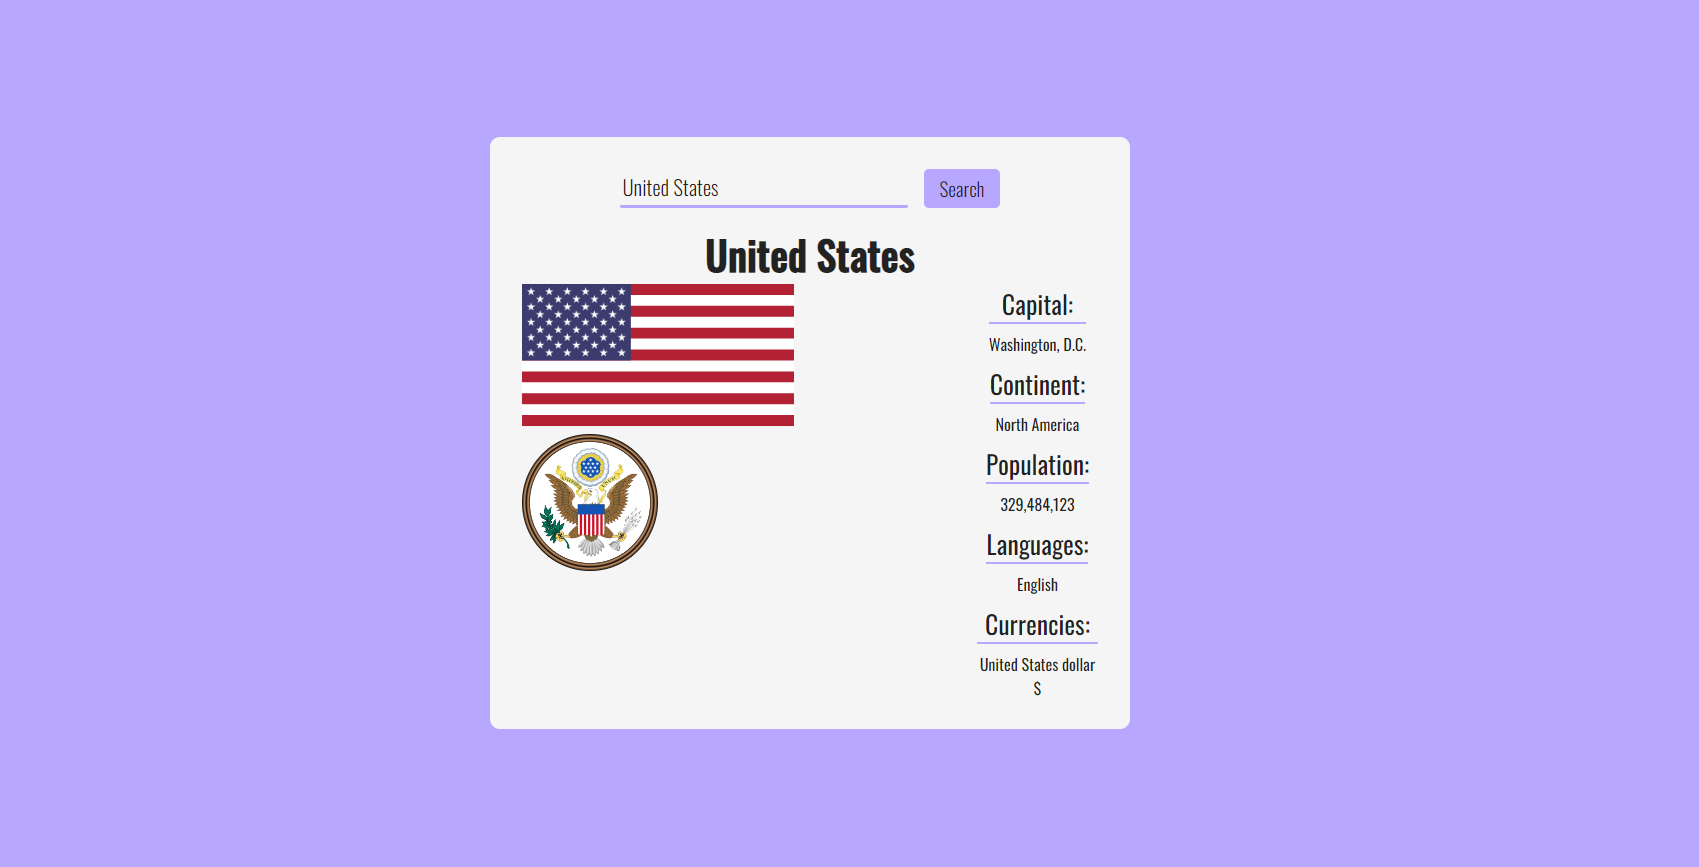 United States
Search
United States
Capital:
Washington, D.C.
Continent:
North America
Population:
329,484,123
Languages:
English
Currencies:
United States dollar
$